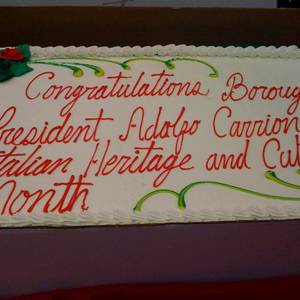 Congratulations Boroug
President Adolfo Carrion
Italian Heritage and Cul
Month